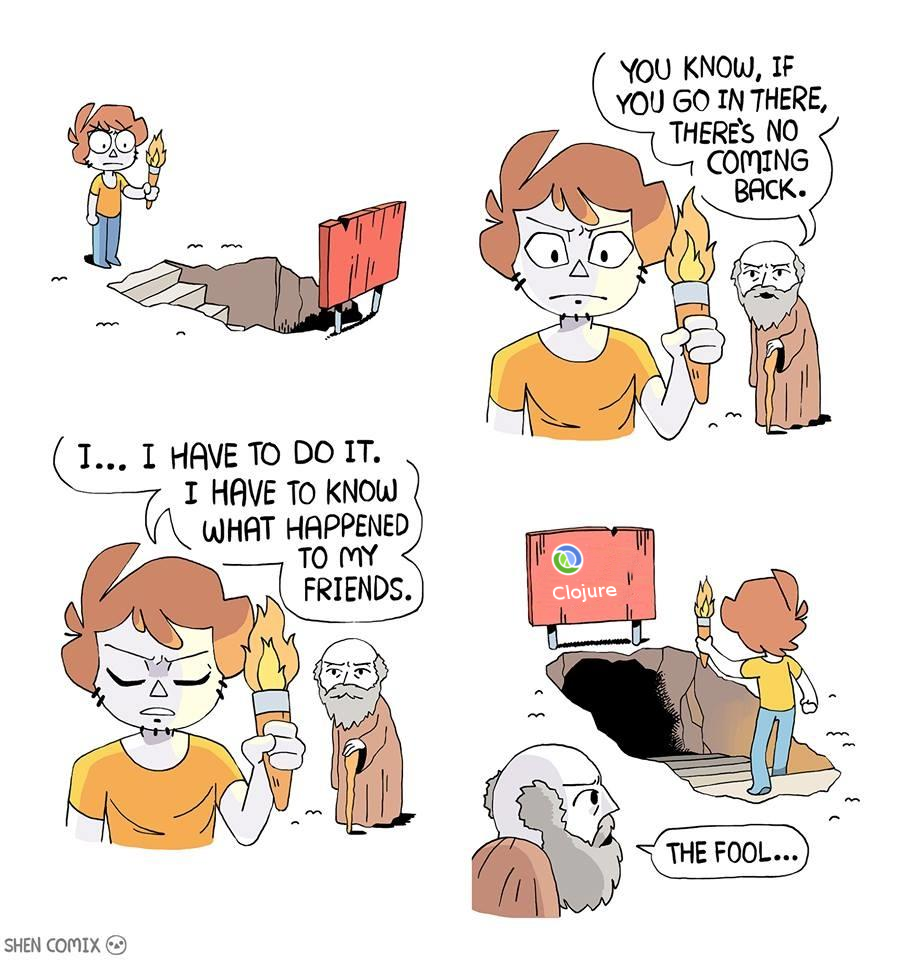 YOU KNOW, IF
YOU GO IN THERE,
THERE'S NO
COMING
BACK.
I... I HAVE TO DO IT.
I HAVE TO KNOW
WHAT HAPPENED
TO MY
FRIENDS.
Clojure
THE FOOL...
SHEN COMIX